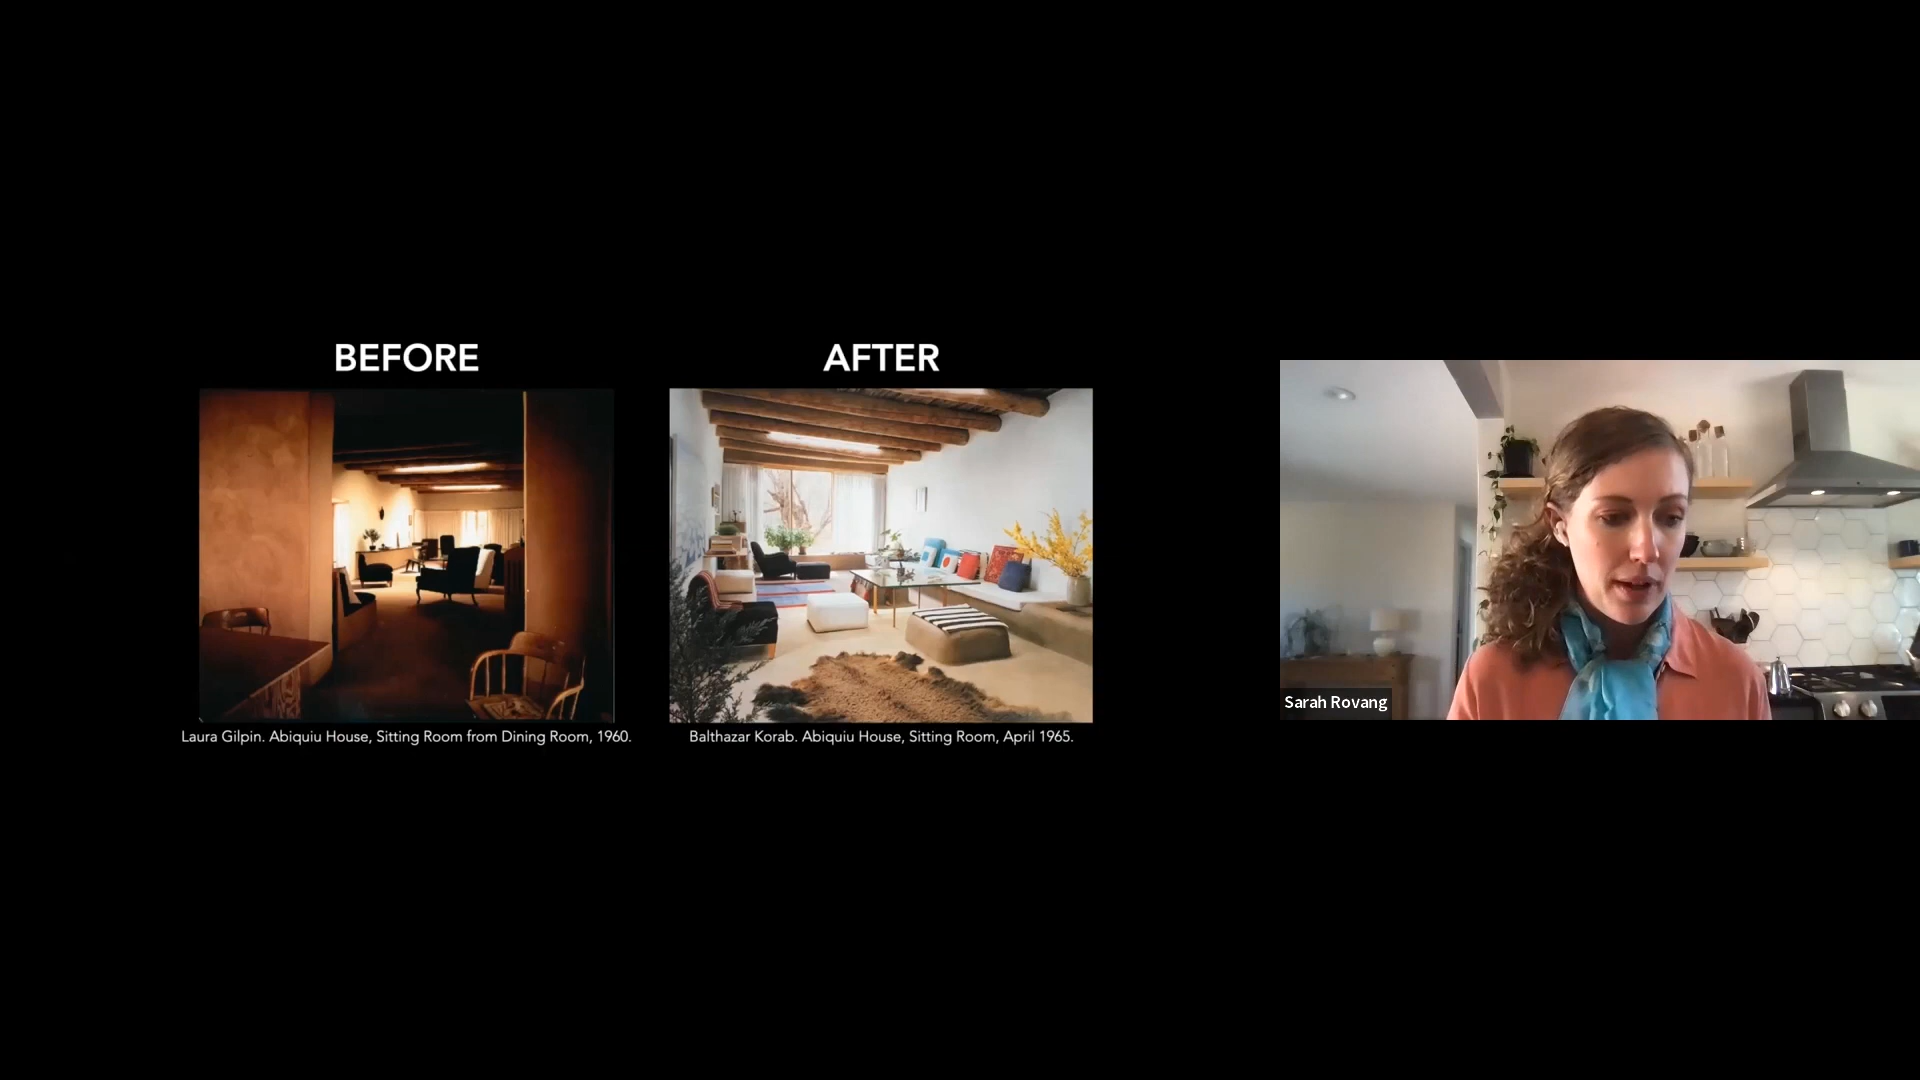 BEFORE
AFTER
Laura Gilpin. Abiquiu House, Sitting Room from Dining Room, 1960.
Balthazar Korab. Abiquiu House, Sitting Room, April 1965.
Sarah Rovang